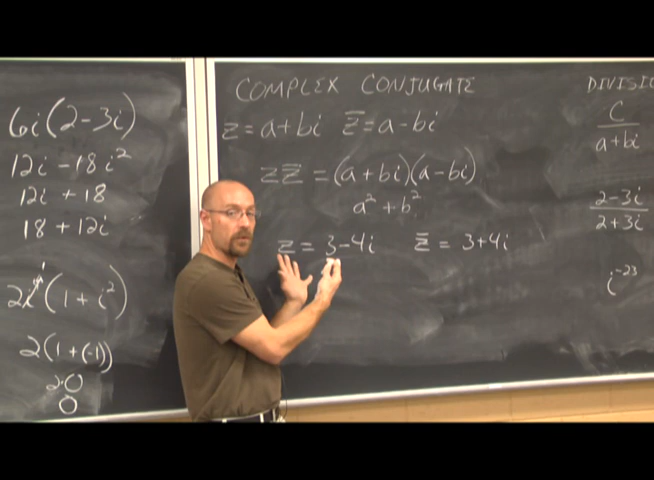 6i(2-3i)
12i - 18i²
12i + 18
18 + 12i
2i(1+i²)
2(1+(-1))
2·0
0
COMPLEX CONJUGATE
z = a+bi z̅ = a-bi
zz̅ = (a+bi)(a-bi)
a² + b²
z = 3-4i z̅ = 3+4i
C
a+bi
2-3i
2+3i
i⁻²³